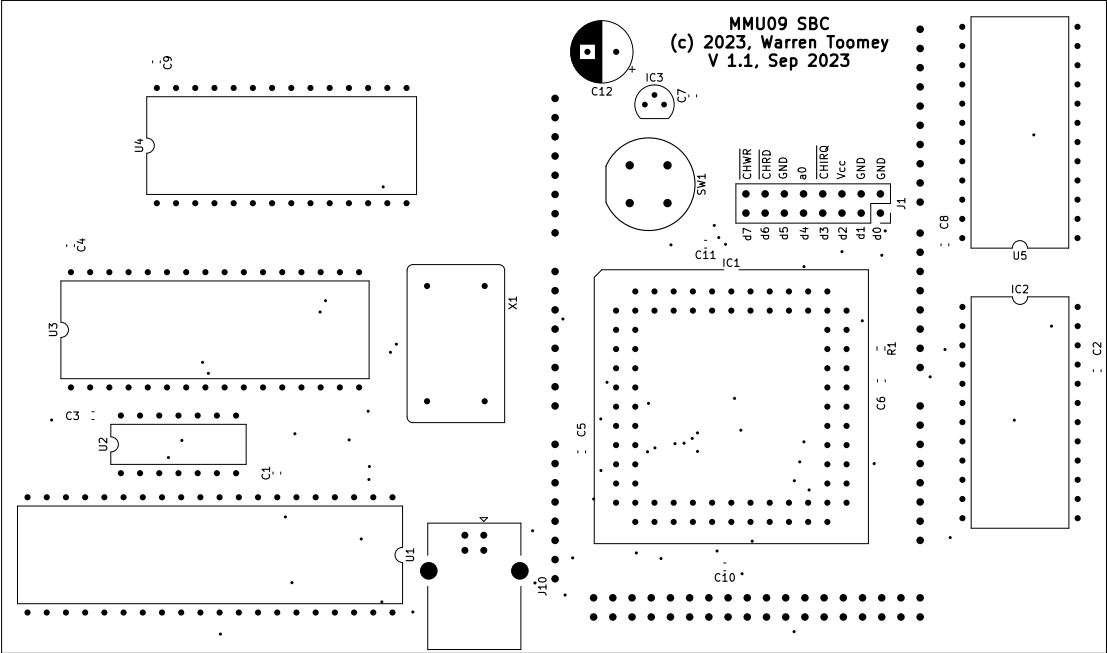 MMU09 SBC
(c) 2023, Warren Toomey
V 1.1, Sep 2023
+
C12
IC3
C7
C9
U4
SW1
CHWR
CHRD
GND
a0
CHIRQ
Vcc
GND
GND
J1
d7
d6
d5
d4
d3
d2
d1
d0
C8
U5
C4
C11
IC1
IC2
U3
X1
R1
C2
C6
C3
U2
C5
C1
U1
J10
C10